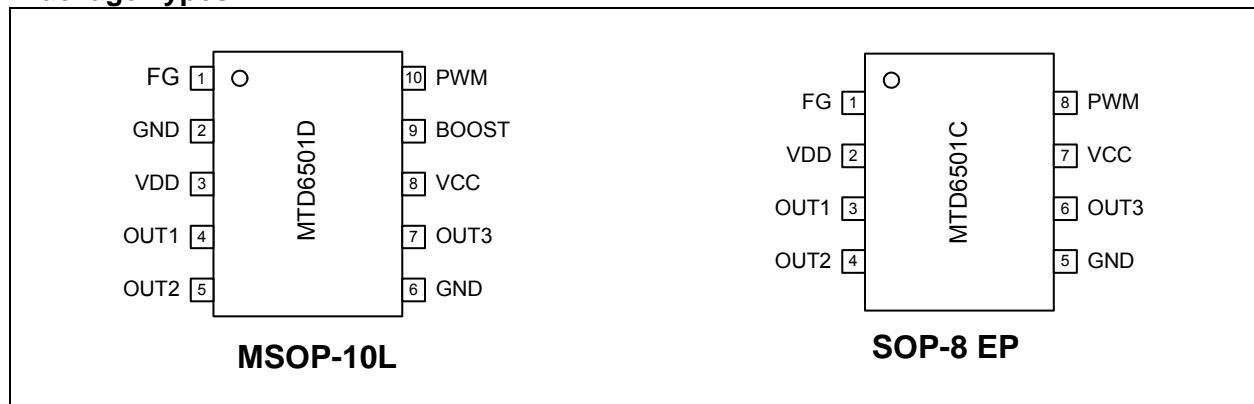 FG 1
GND 2
VDD 3
OUT1 4
OUT2 5
MTD6501D
10 PWM
9 BOOST
8 VCC
7 OUT3
6 GND
MSOP-10L
FG 1
VDD 2
OUT1 3
OUT2 4
MTD6501C
8 PWM
7 VCC
6 OUT3
5 GND
SOP-8 EP